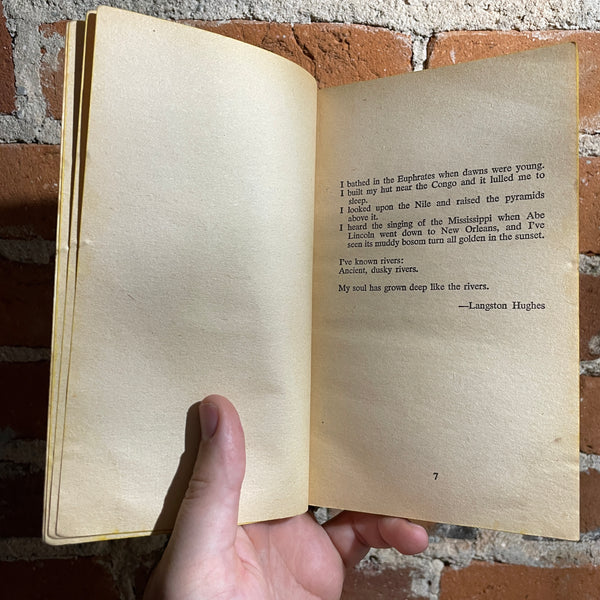 I bathed in the Euphrates when dawns were young.
I built my hut near the Congo and it lulled me to
sleep.
I looked upon the Nile and raised the pyramids
above it.
I heard the singing of the Mississippi when Abe
Lincoln went down to New Orleans, and I've
seen its muddy bosom turn all golden in the sunset.
I've known rivers:
Ancient, dusky rivers.
My soul has grown deep like the rivers.
—Langston Hughes
7